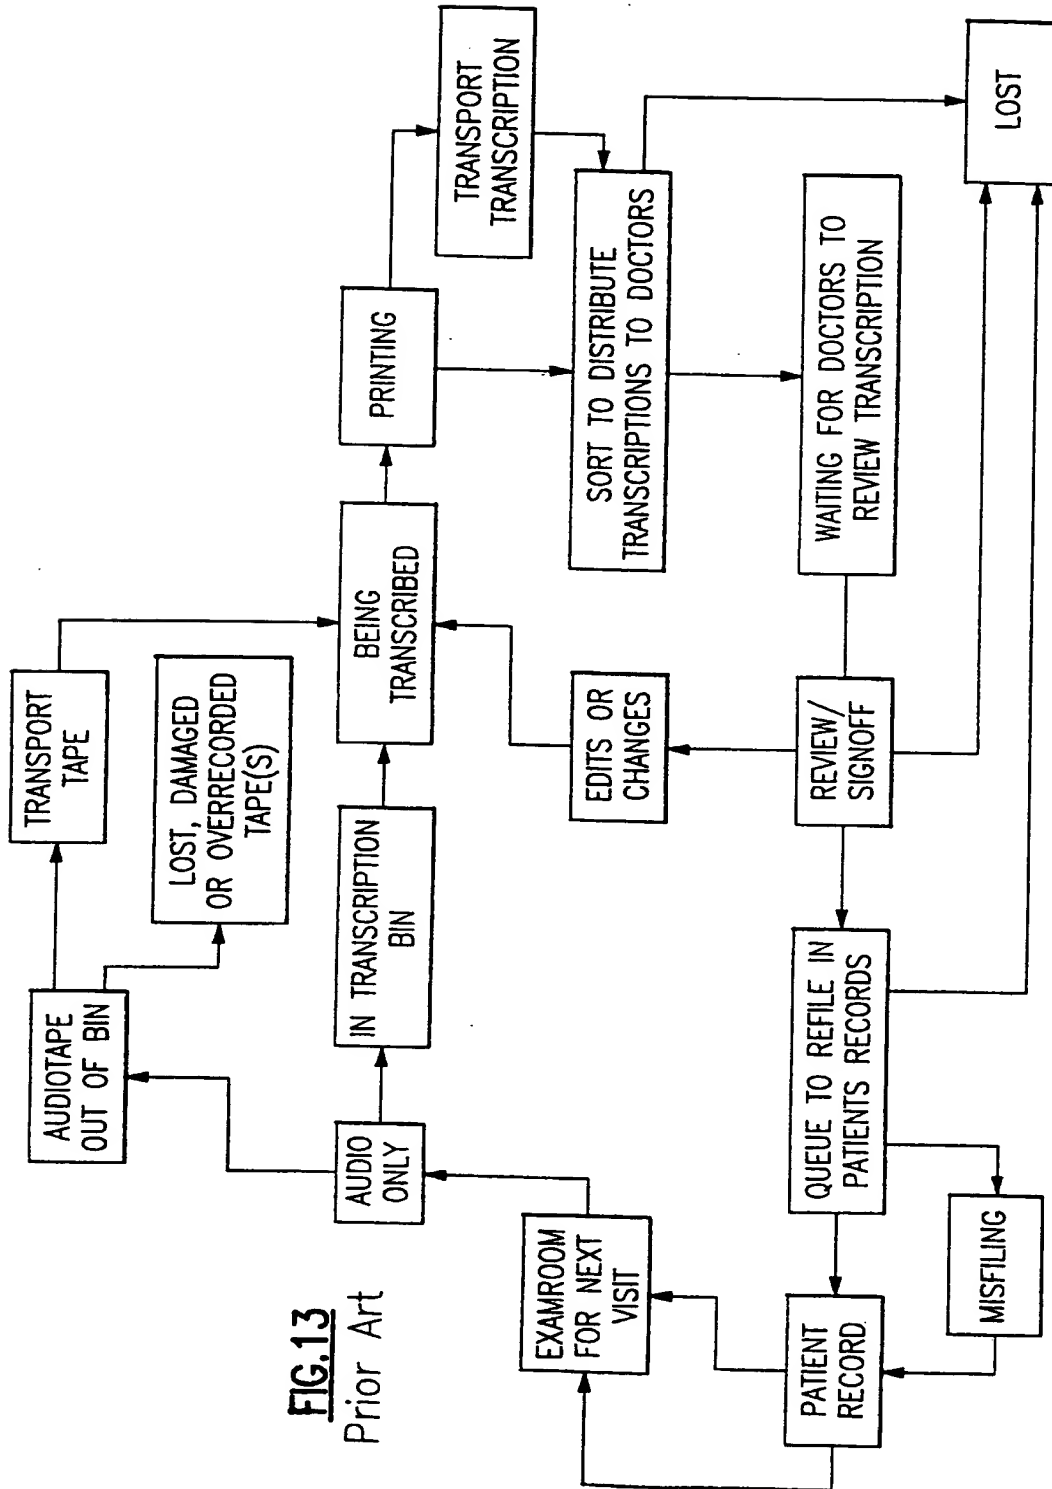 FIG.13
Prior Art
AUDIOTAPE
OUT OF BIN
TRANSPORT
TAPE
LOST, DAMAGED
OR OVERRECORDED
TAPE(S)
AUDIO
ONLY
IN TRANSCRIPTION
BIN
BEING
TRANSCRIBED
PRINTING
TRANSPORT
TRANSCRIPTION
EXAMROOM
FOR NEXT
VISIT
EDITS OR
CHANGES
SORT TO DISTRIBUTE
TRANSCRIPTIONS TO DOCTORS
PATIENT
RECORD
QUEUE TO REFILE IN
PATIENTS RECORDS
REVIEW/
SIGNOFF
WAITING FOR DOCTORS TO
REVIEW TRANSCRIPTION
MISFILING
LOST